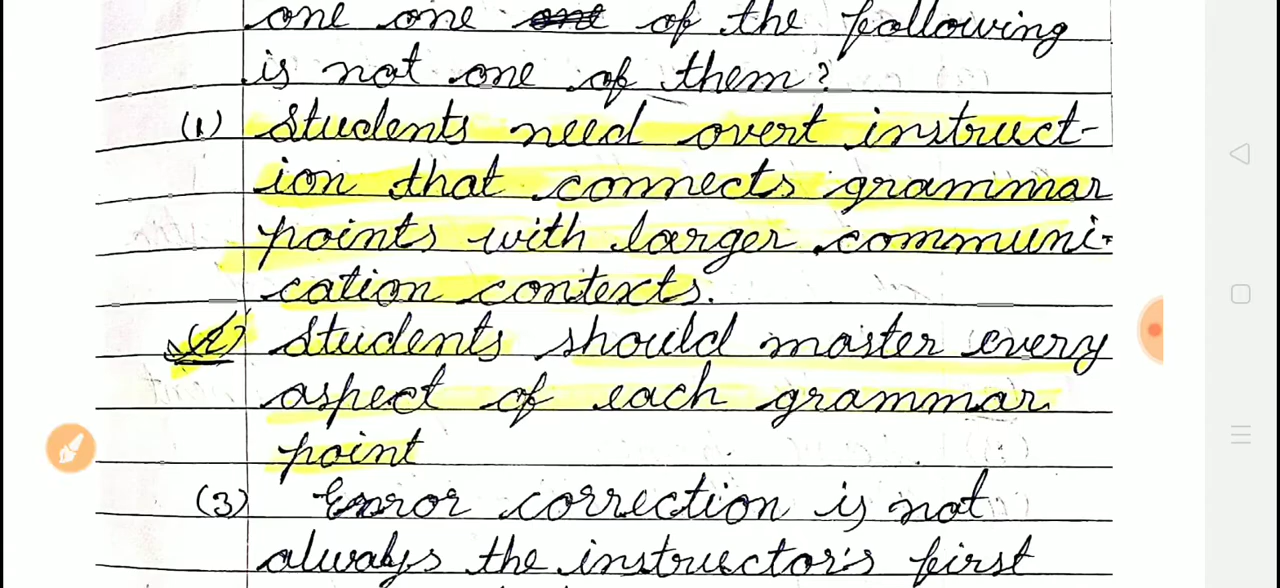 one one one of the following
is not one of them?
(1) Students need overt instruct-
ion that connects grammar
points with larger communi-
cation contexts.
(2) Students should master every
aspect of each grammar
point
(3) Error correction is not
always the instructor's first